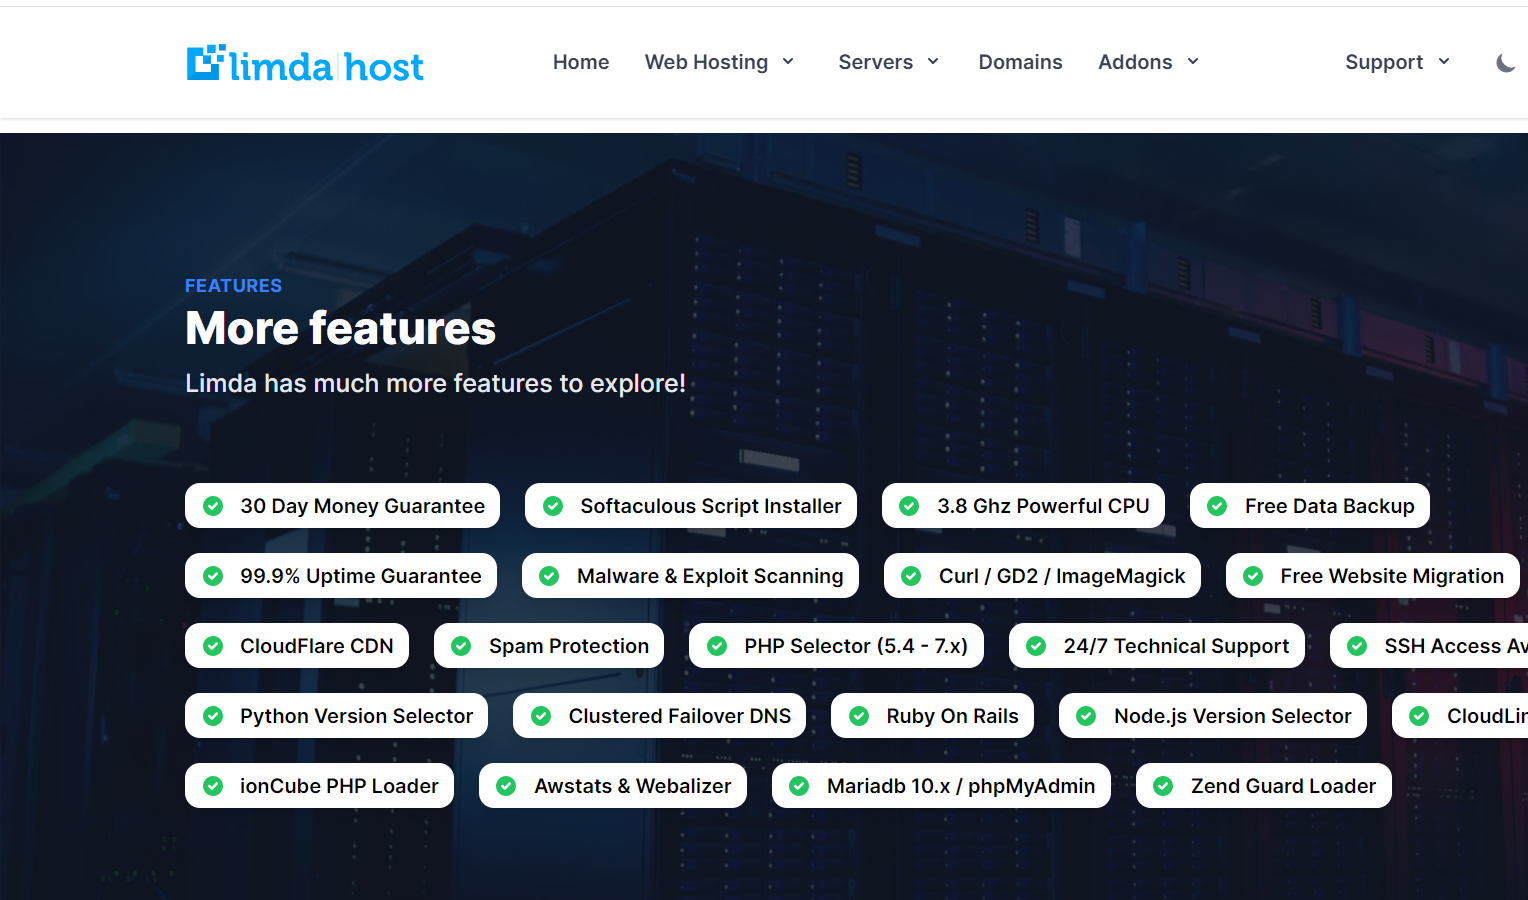 limda host
Home Web Hosting Servers Domains Addons Support
FEATURES
More features
Limda has much more features to explore!
30 Day Money Guarantee Softaculous Script Installer 3.8 Ghz Powerful CPU Free Data Backup
99.9% Uptime Guarantee Malware & Exploit Scanning Curl / GD2 / ImageMagick Free Website Migration
CloudFlare CDN Spam Protection PHP Selector (5.4 - 7.x) 24/7 Technical Support SSH Access
Python Version Selector Clustered Failover DNS Ruby On Rails Node.js Version Selector
ionCube PHP Loader Awstats & Webalizer Mariadb 10.x / phpMyAdmin Zend Guard Loader